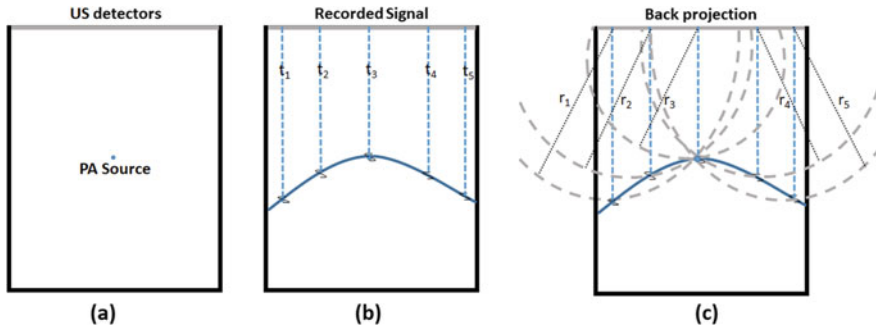 US detectors
PA Source
(a)
Recorded Signal
t1 t2 t3 t4 t5
(b)
Back projection
r1 r2 r3 r4 r5
(c)